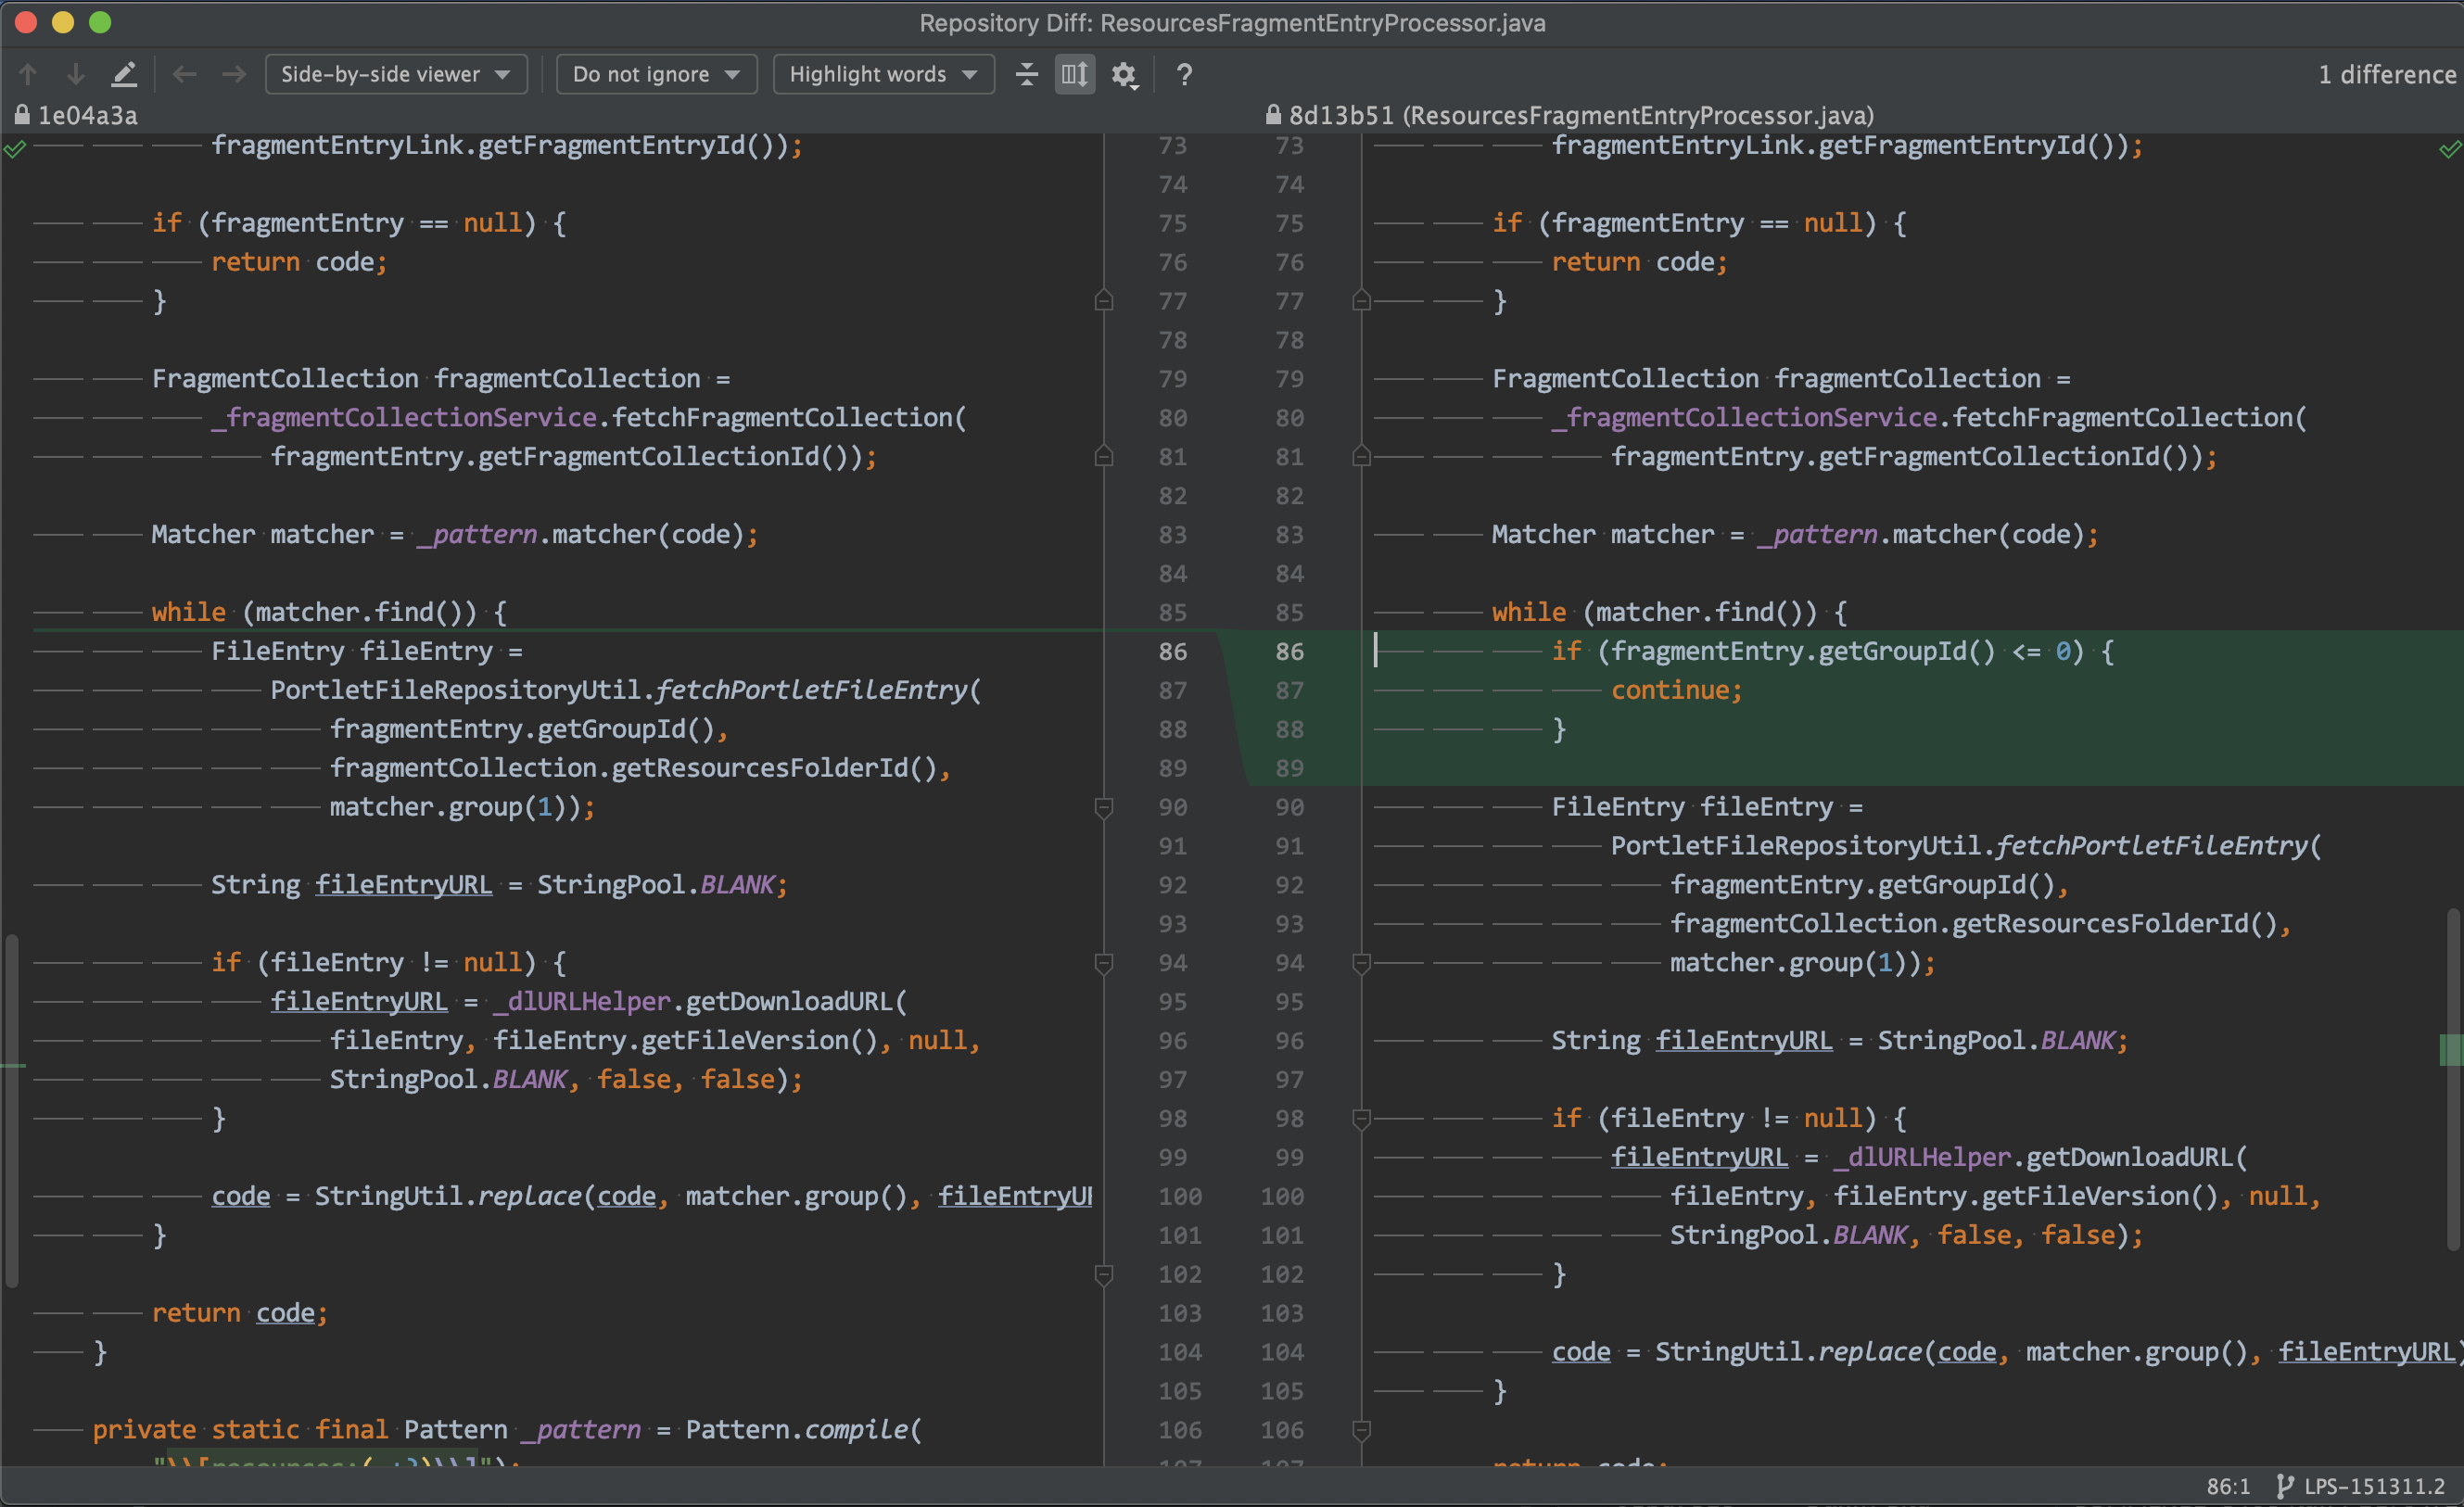 Repository Diff: ResourcesFragmentEntryProcessor.java
Side-by-side viewer Do not ignore Highlight words ? 1 difference
1e04a3a
fragmentEntryLink.getFragmentEntryId());
if (fragmentEntry == null) {
return code;
}
FragmentCollection fragmentCollection =
_fragmentCollectionService.fetchFragmentCollection(
fragmentEntry.getFragmentCollectionId());
Matcher matcher = _pattern.matcher(code);
while (matcher.find()) {
FileEntry fileEntry =
PortletFileRepositoryUtil.fetchPortletFileEntry(
fragmentEntry.getGroupId(),
fragmentCollection.getResourcesFolderId(),
matcher.group(1));
String fileEntryURL = StringPool.BLANK;
if (fileEntry != null) {
fileEntryURL = _dlURLHelper.getDownloadURL(
fileEntry, fileEntry.getFileVersion(), null,
StringPool.BLANK, false, false);
}
code = StringUtil.replace(code, matcher.group(),
}
return code;
}
private static final Pattern _pattern = Pattern.compile(
73 73
74 74
75 75
76 76
77 77
78 78
79 79
80 80
81 81
82 82
83 83
84 84
85 85
86 86
87 87
88 88
89 89
90 90
91 91
92 92
93 93
94 94
95 95
96 96
97 97
98 98
99 99
100 100
101 101
102 102
103 103
104 104
105 105
106 106
8d13b51 (ResourcesFragmentEntryProcessor.java)
fragmentEntryLink.getFragmentEntryId());
if (fragmentEntry == null) {
return code;
}
FragmentCollection fragmentCollection =
_fragmentCollectionService.fetchFragmentCollection(
fragmentEntry.getFragmentCollectionId());
Matcher matcher = _pattern.matcher(code);
while (matcher.find()) {
if (fragmentEntry.getGroupId() <= 0) {
continue;
}
FileEntry fileEntry =
PortletFileRepositoryUtil.fetchPortletFileEntry(
fragmentEntry.getGroupId(),
fragmentCollection.getResourcesFolderId(),
matcher.group(1));
String fileEntryURL = StringPool.BLANK;
if (fileEntry != null) {
fileEntryURL = _dlURLHelper.getDownloadURL(
fileEntry, fileEntry.getFileVersion(), null,
StringPool.BLANK, false, false);
}
code = StringUtil.replace(code, matcher.group(), fileEntryURL)
}
return code;
86:1 LPS-151311.2